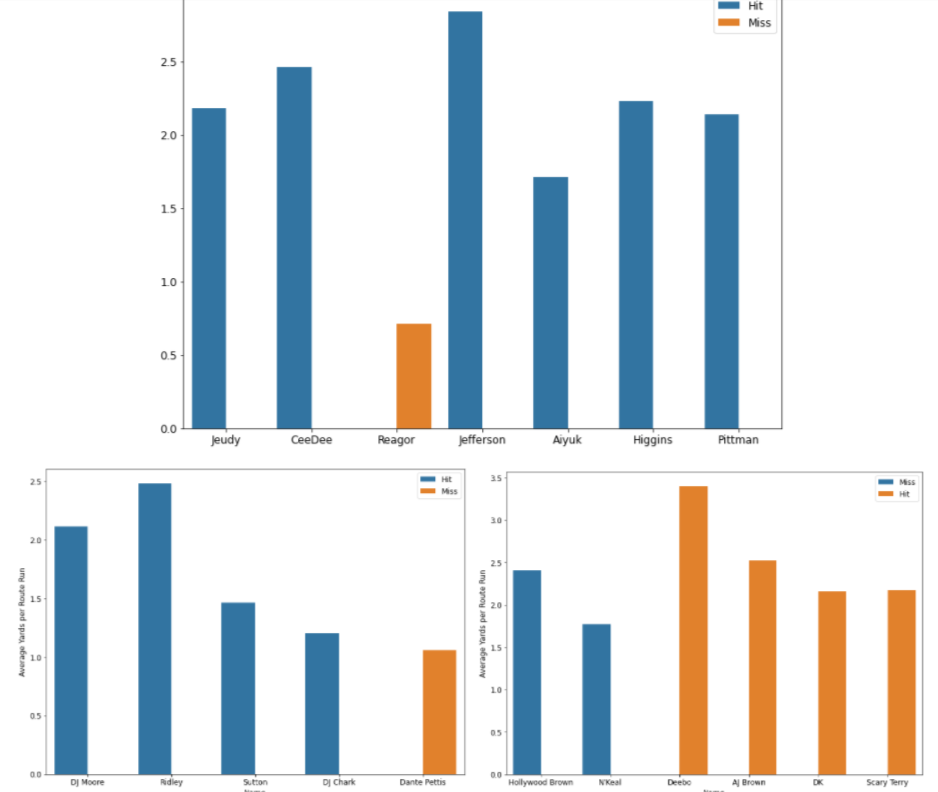 Hit
Miss
2.5
2.0
1.5
1.0
0.5
0.0
Jeudy CeeDee Reagor Jefferson Aiyuk Higgins Pittman
Hit
Miss
2.5
2.0
1.5
1.0
0.5
0.0
Average Yards per Route Run
DJ Moore Ridley Sutton DJ Chark Dante Pettis
Name
Miss
Hit
3.5
3.0
2.5
2.0
1.5
1.0
0.5
0.0
Average Yards per Route Run
Hollywood Brown N'Keal Deebo AJ Brown DK Scary Terry
Name